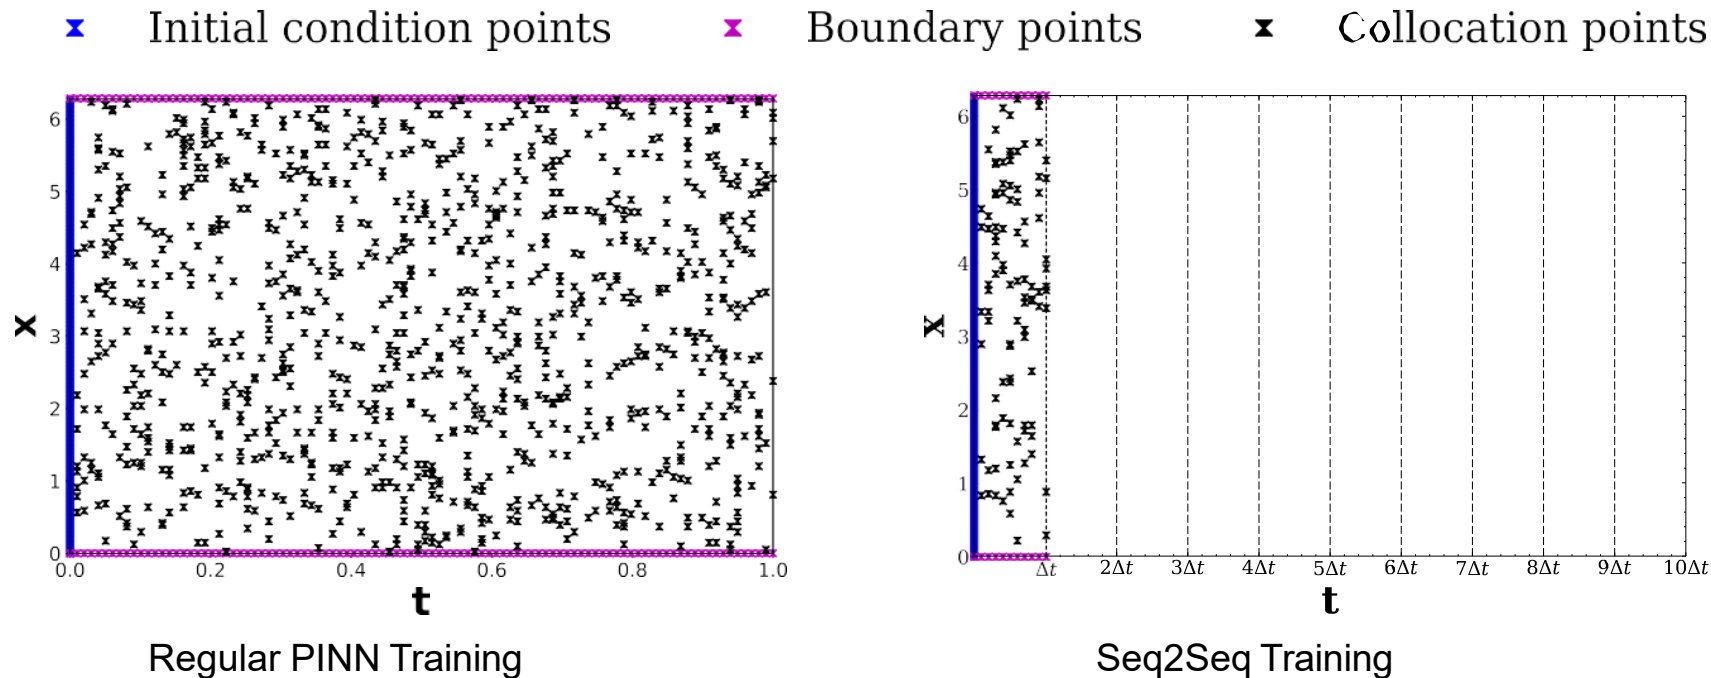 Initial condition points Boundary points Collocation points
6
5
4
3
2
1
0
x
0.0 0.2 0.4 0.6 0.8 1.0
t
Regular PINN Training
6
5
4
3
2
1
0
x
Δt 2Δt 3Δt 4Δt 5Δt 6Δt 7Δt 8Δt 9Δt 10Δt
t
Seq2Seq Training